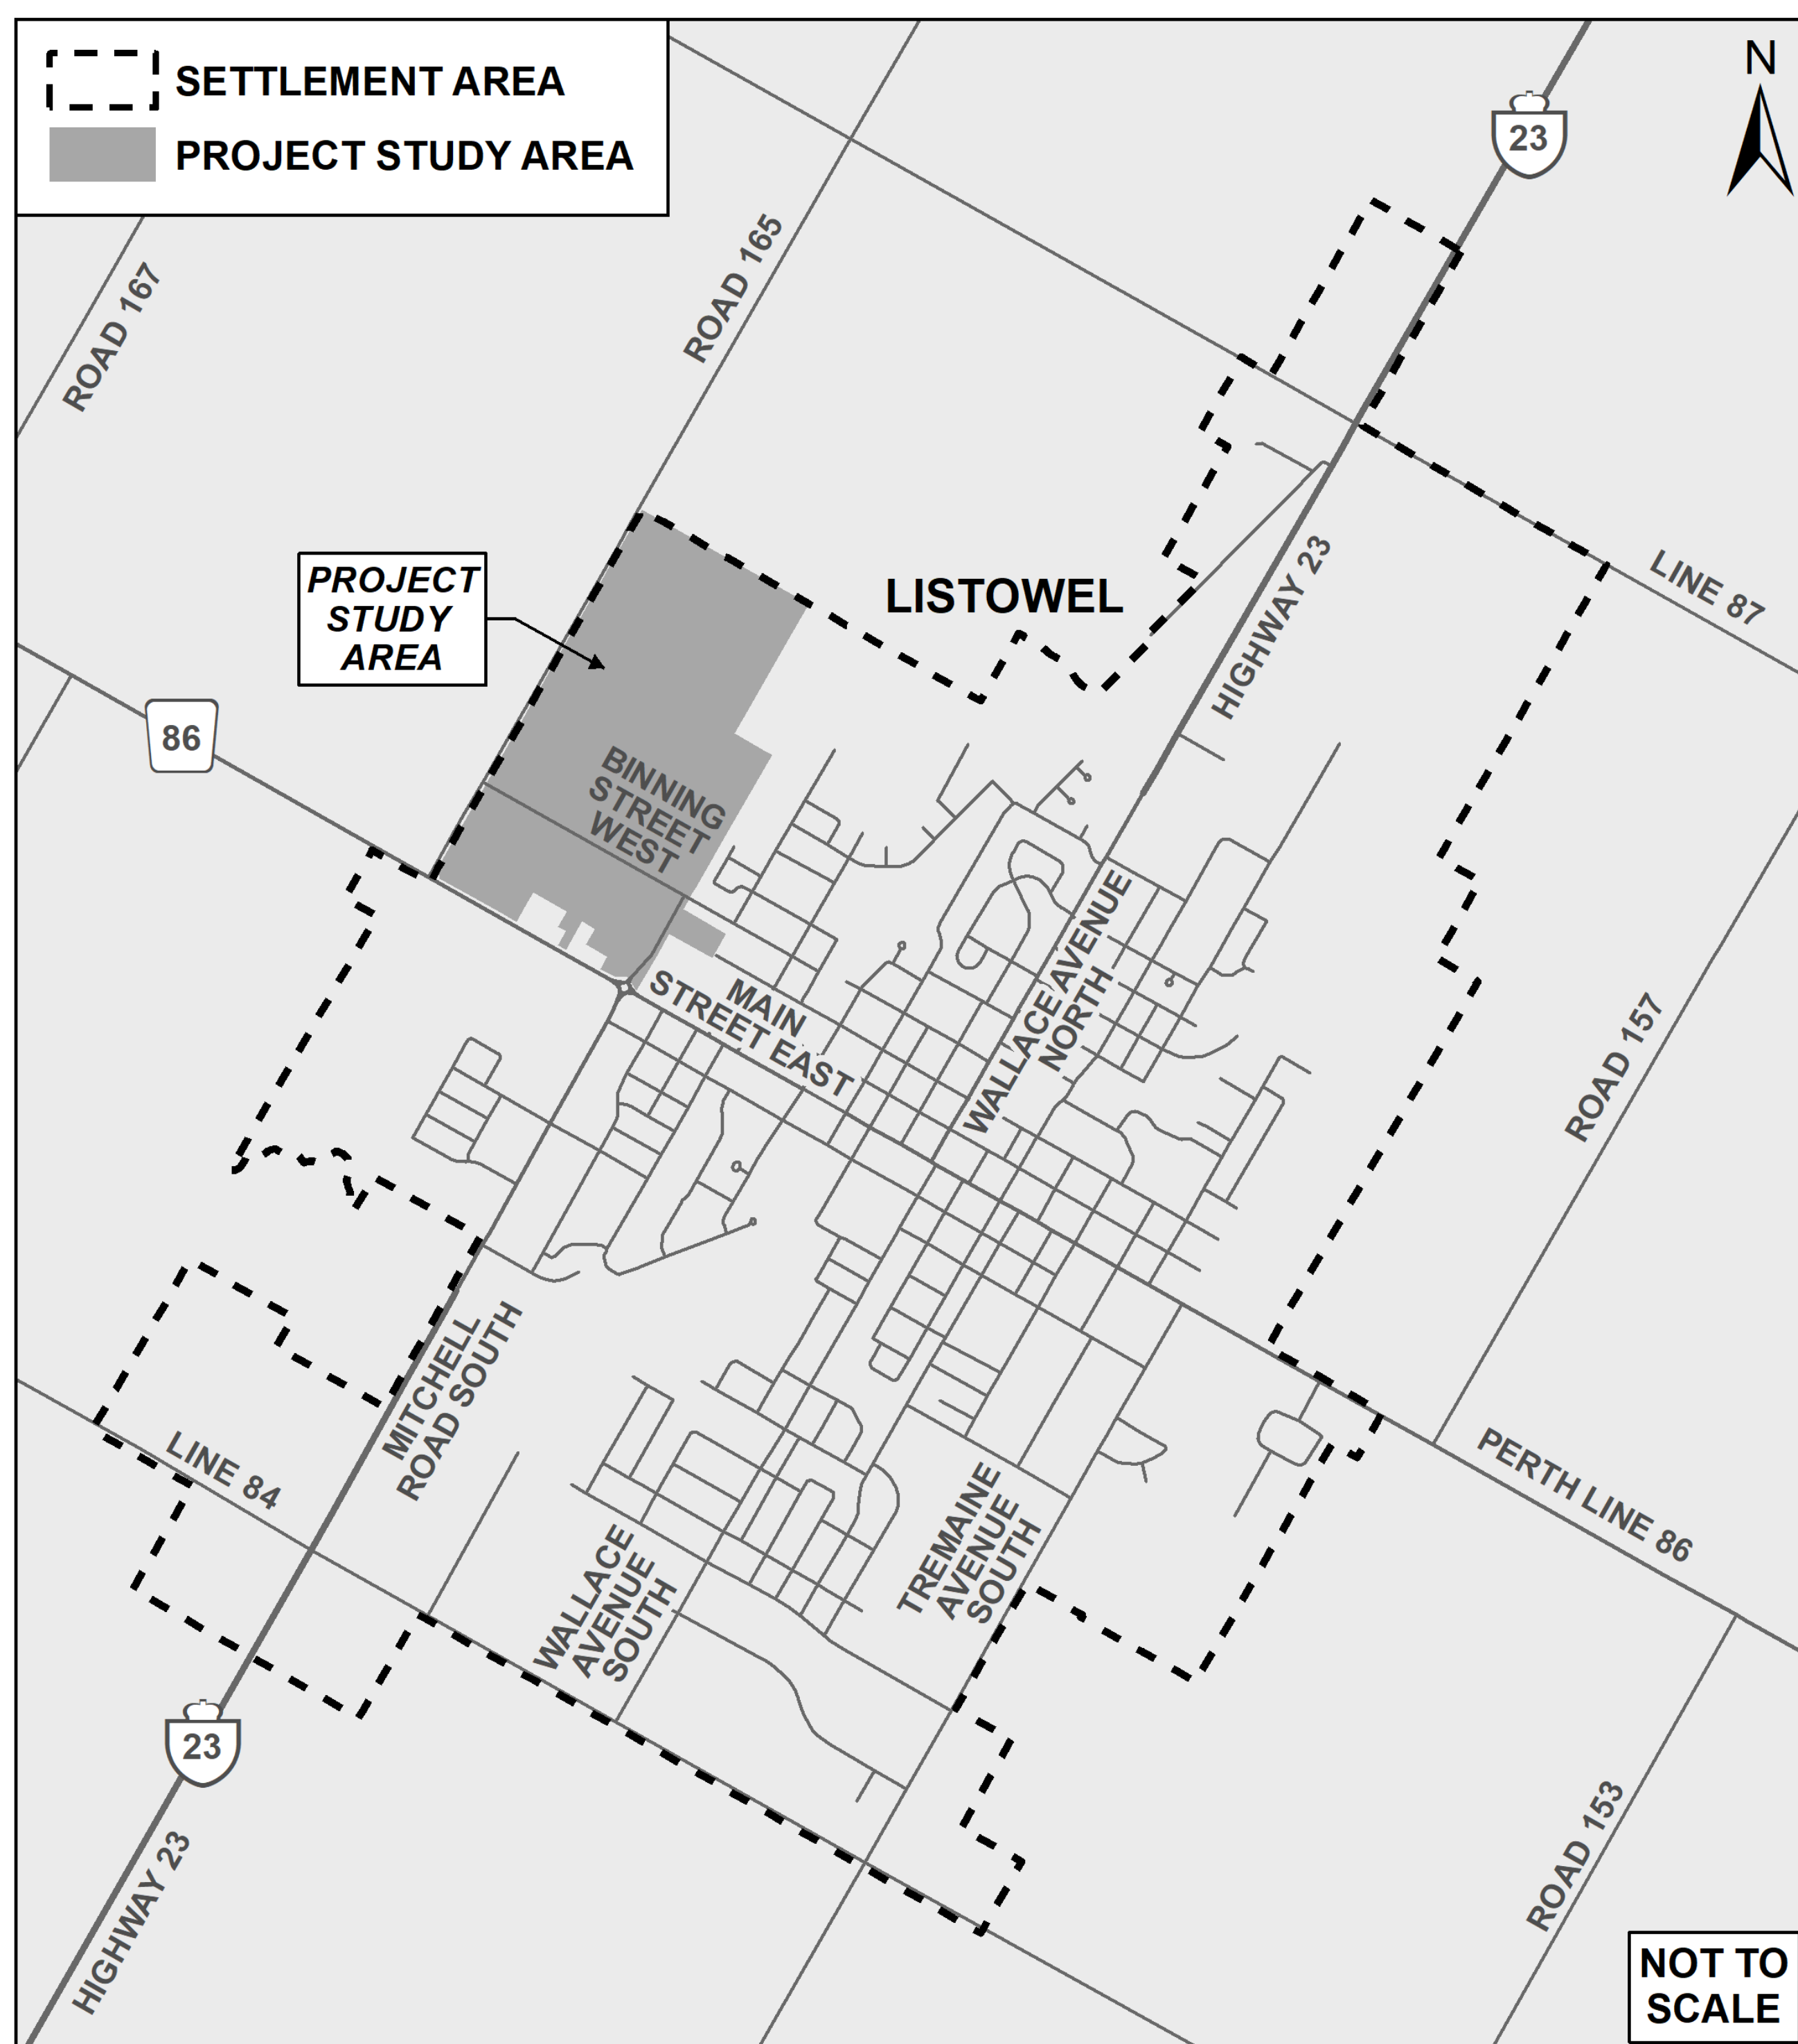 SETTLEMENT AREA
PROJECT STUDY AREA
N
23
ROAD 167
ROAD 165
PROJECT
STUDY
AREA
LISTOWEL
HIGHWAY 23
LINE 87
86
BINNING
STREET
WEST
MAIN
STREET EAST
WALLACE AVENUE
NORTH
ROAD 157
MITCHELL
ROAD SOUTH
LINE 84
WALLACE
AVENUE
SOUTH
TREMAINE
AVENUE
SOUTH
PERTH LINE 86
23
HIGHWAY 23
ROAD 153
NOT TO
SCALE